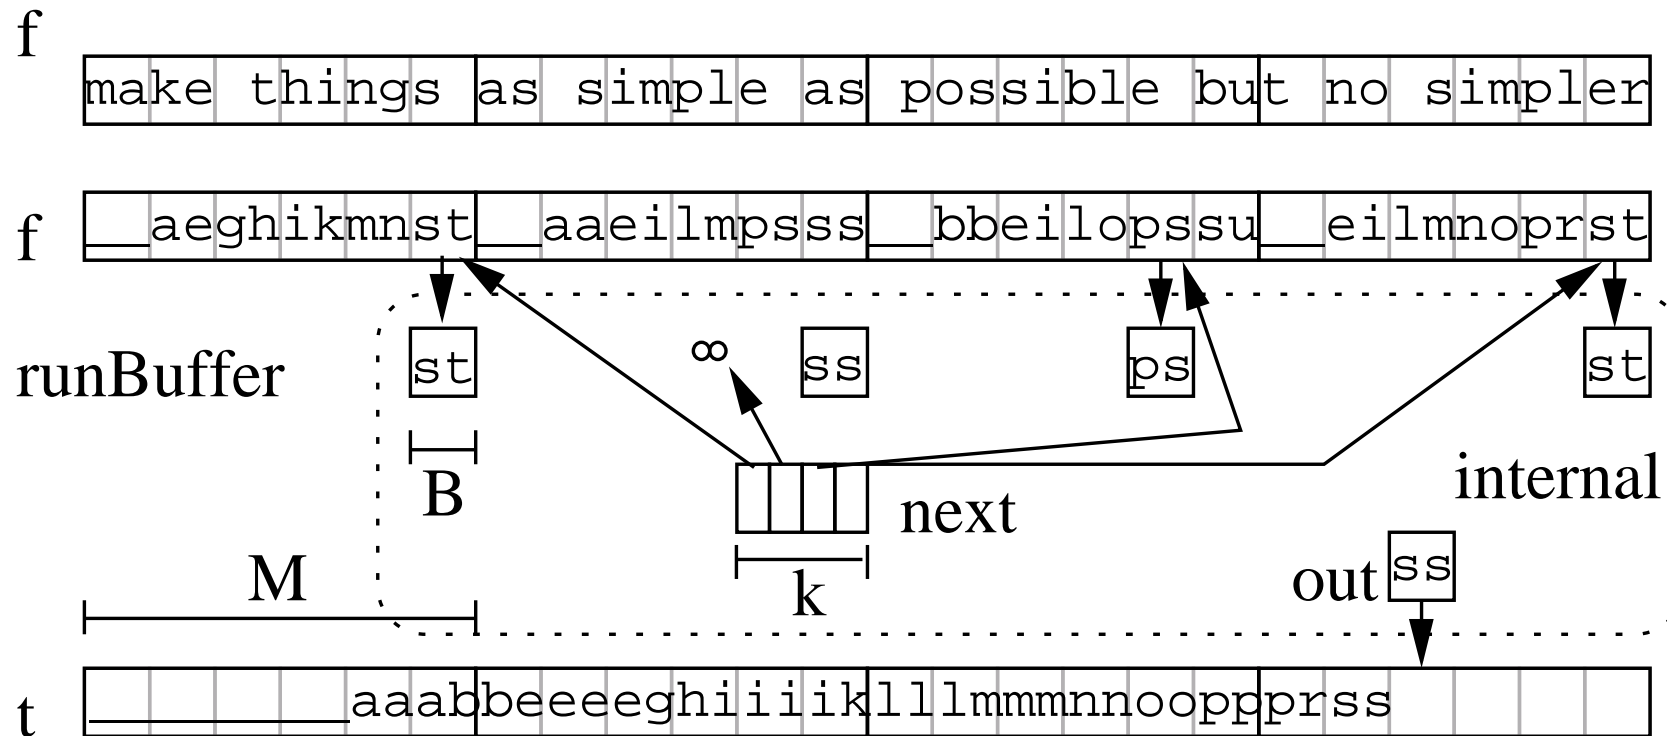 f
make things as simple as possible but no simpler
f __aeghikmnst__aaeilmpsss__bbeilopssu__eilmnoprst
runBuffer st ∞ ss ps st
B next internal
M k out ss
t ________aaabbeeeeghiiiiklllmmmnnooppprss